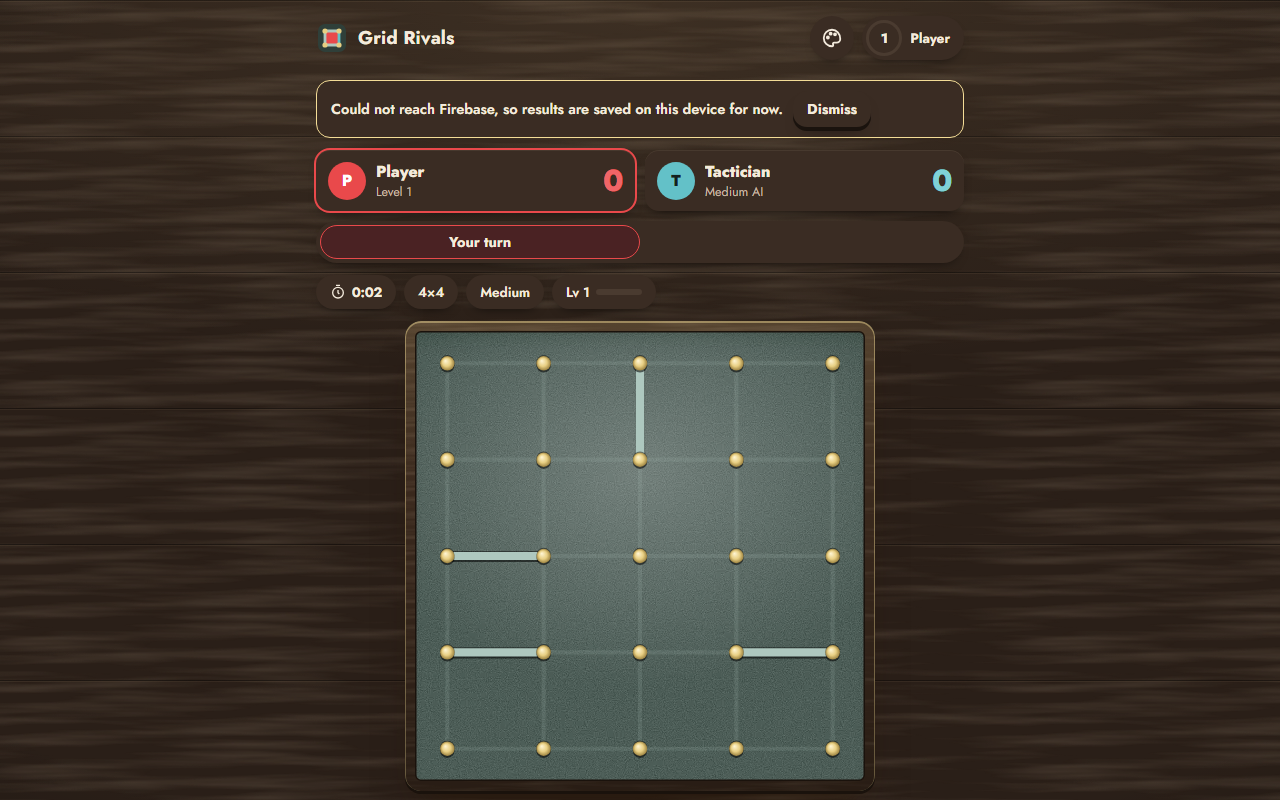 Grid Rivals
1 Player
Could not reach Firebase, so results are saved on this device for now. Dismiss
P Player 0
Level 1
T Tactician 0
Medium AI
Your turn
0:02 4×4 Medium Lv 1